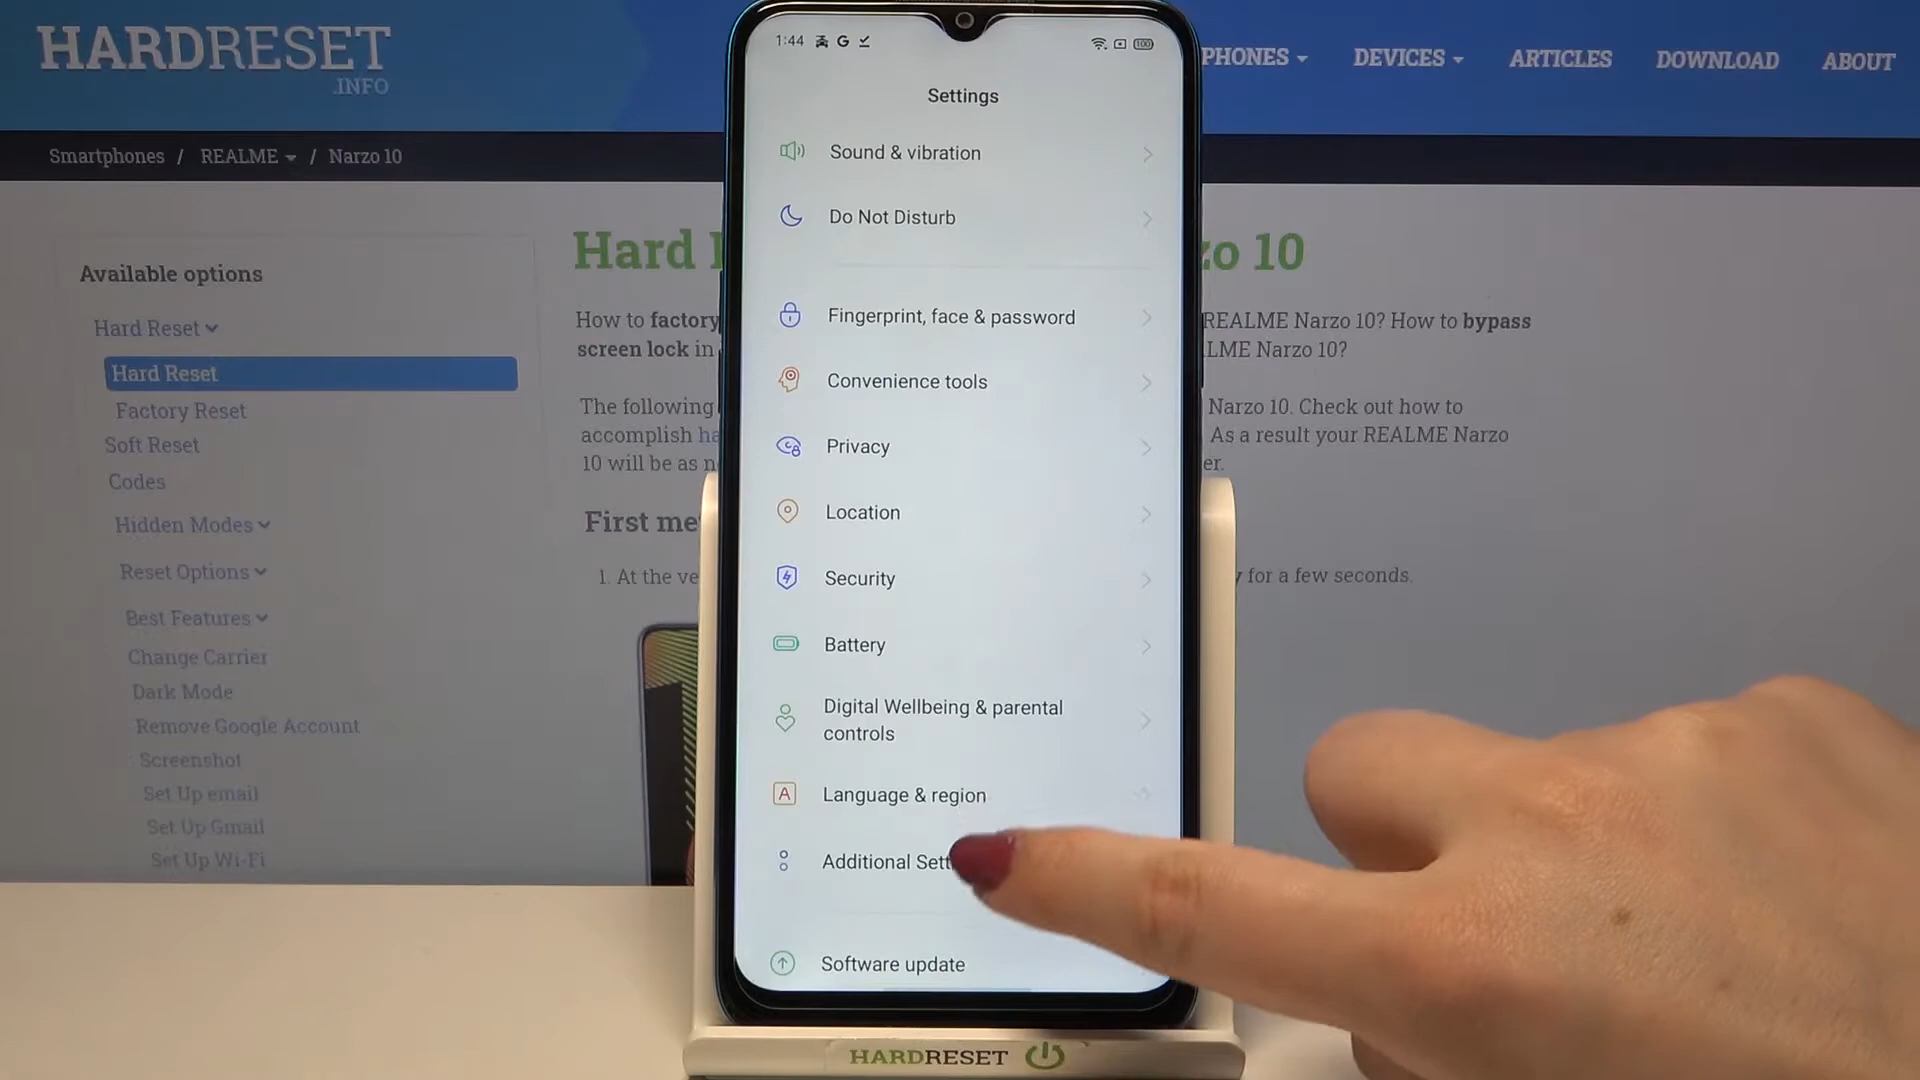 HARDRESET
.INFO
PHONES
DEVICES
ARTICLES
DOWNLOAD
ABOUT
Smartphones / REALME / Narzo 10
Available options
Hard Reset
Hard Reset
Factory Reset
Soft Reset
Codes
Hidden Modes
Reset Options
Best Features
Change Carrier
Dark Mode
Remove Google Account
Screenshot
Set Up email
Set Up Gmail
Set Up Wi-Fi
Hard
zo 10
How to factory
REALME Narzo 10? How to bypass
screen lock in
LME Narzo 10?
The following
Narzo 10. Check out how to
accomplish ha
As a result your REALME Narzo
10 will be as n
er.
First me
1. At the ve
y for a few seconds.
1:44 G 100
Settings
Sound & vibration
Do Not Disturb
Fingerprint, face & password
Convenience tools
Privacy
Location
Security
Battery
Digital Wellbeing & parental
controls
A Language & region
Additional Sett
Software update
HARDRESET